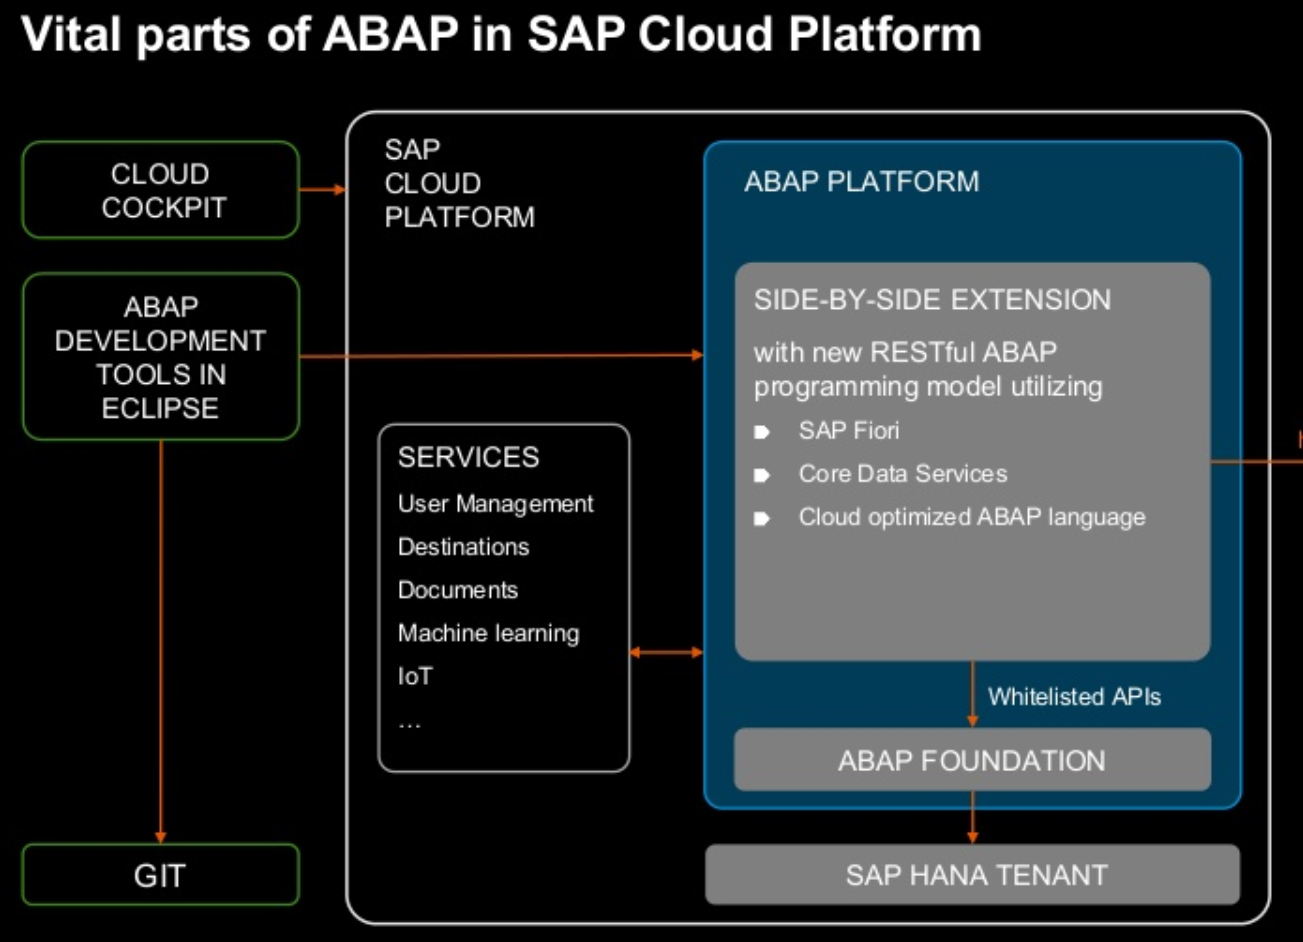 Vital parts of ABAP in SAP Cloud Platform
CLOUD
COCKPIT
ABAP
DEVELOPMENT
TOOLS IN
ECLIPSE
GIT
SAP
CLOUD
PLATFORM
SERVICES
User Management
Destinations
Documents
Machine learning
IoT
...
ABAP PLATFORM
SIDE-BY-SIDE EXTENSION
with new RESTful ABAP
programming model utilizing
SAP Fiori
Core Data Services
Cloud optimized ABAP language
Whitelisted APIs
ABAP FOUNDATION
SAP HANA TENANT